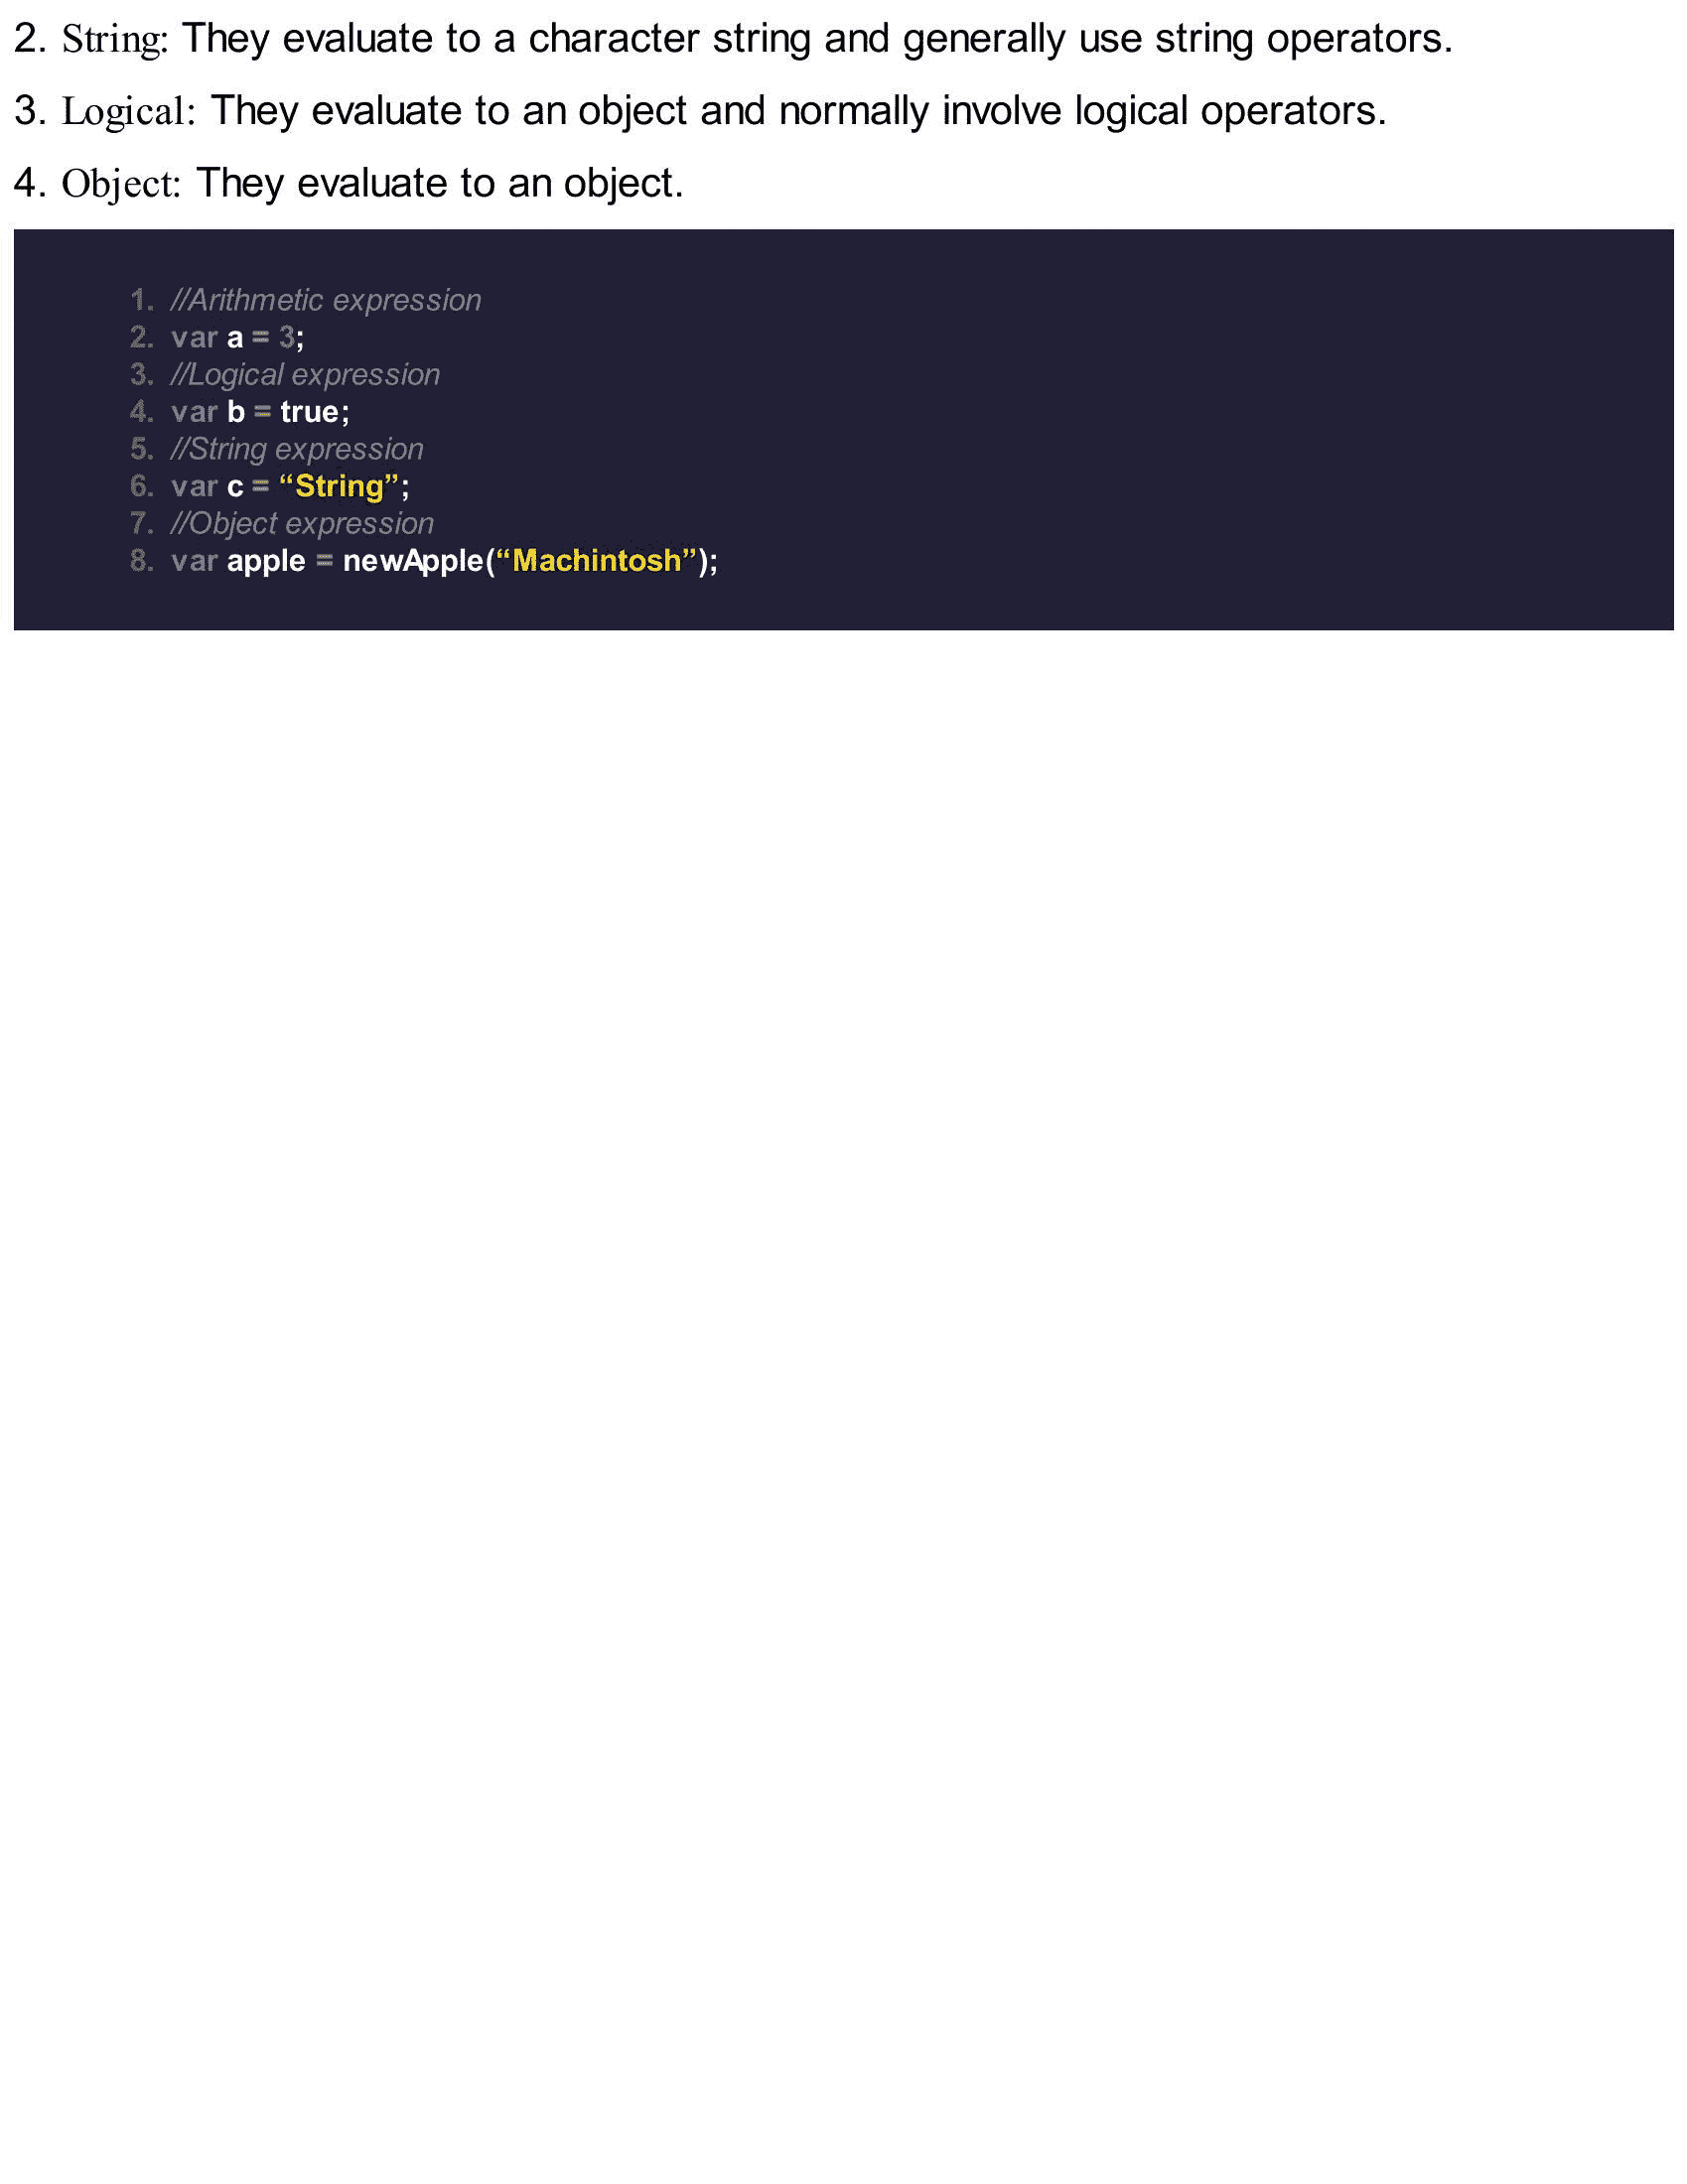 2. String: They evaluate to a character string and generally use string operators.
3. Logical: They evaluate to an object and normally involve logical operators.
4. Object: They evaluate to an object.
1. //Arithmetic expression
2. var a = 3;
3. //Logical expression
4. var b = true;
5. //String expression
6. var c = “String”;
7. //Object expression
8. var apple = newApple(“Machintosh”);